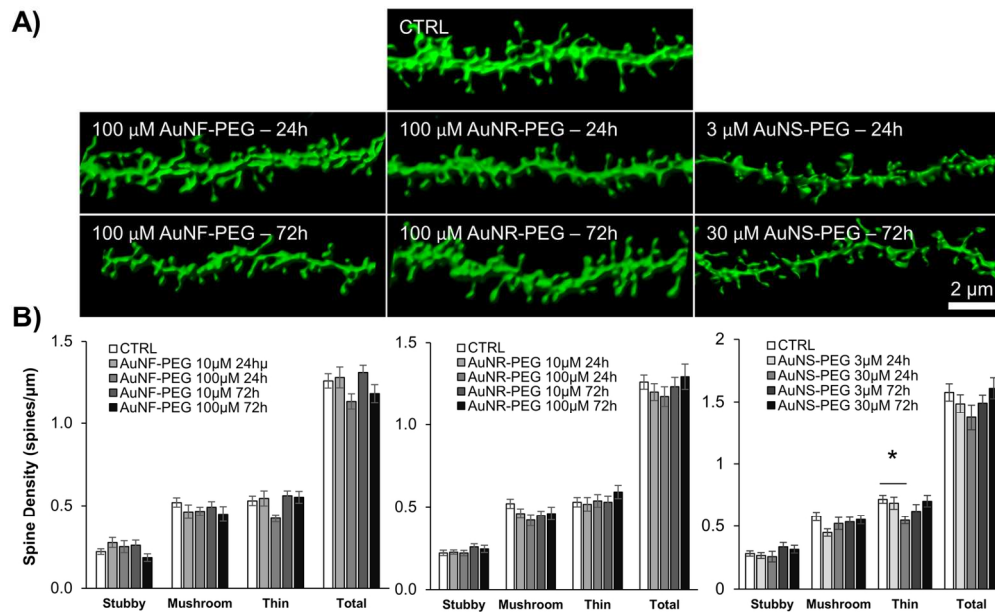 A)
CTRL
100 µM AuNF-PEG – 24h
100 µM AuNR-PEG – 24h
3 µM AuNS-PEG – 24h
100 µM AuNF-PEG – 72h
100 µM AuNR-PEG – 72h
30 µM AuNS-PEG – 72h
2 µm
B)
Spine Density (spines/µm)
1.5
1.0
0.5
0.0
CTRL
AuNF-PEG 10µM 24hµ
AuNF-PEG 100µM 24h
AuNF-PEG 10µM 72h
AuNF-PEG 100µM 72h
Stubby Mushroom Thin Total
1.5
1.0
0.5
0.0
CTRL
AuNR-PEG 10µM 24h
AuNR-PEG 100µM 24h
AuNR-PEG 10µM 72h
AuNR-PEG 100µM 72h
Stubby Mushroom Thin Total
2
1.5
1
0.5
0
CTRL
AuNS-PEG 3µM 24h
AuNS-PEG 30µM 24h
AuNS-PEG 3µM 72h
AuNS-PEG 30µM 72h
*
Stubby Mushroom Thin Total